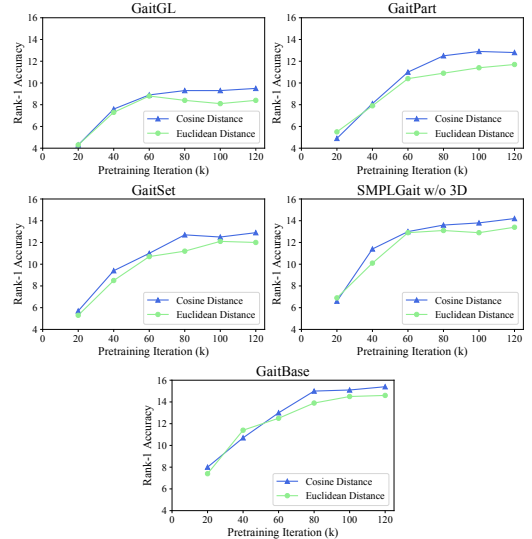 GaitGL
Rank-1 Accuracy
16
14
12
10
8
6
4
0 20 40 60 80 100 120
Pretraining Iteration (k)
Cosine Distance
Euclidean Distance
GaitPart
Rank-1 Accuracy
16
14
12
10
8
6
4
0 20 40 60 80 100 120
Pretraining Iteration (k)
Cosine Distance
Euclidean Distance
GaitSet
Rank-1 Accuracy
16
14
12
10
8
6
4
0 20 40 60 80 100 120
Pretraining Iteration (k)
Cosine Distance
Euclidean Distance
SMPLGait w/o 3D
Rank-1 Accuracy
16
14
12
10
8
6
4
0 20 40 60 80 100 120
Pretraining Iteration (k)
Cosine Distance
Euclidean Distance
GaitBase
Rank-1 Accuracy
16
14
12
10
8
6
4
0 20 40 60 80 100 120
Pretraining Iteration (k)
Cosine Distance
Euclidean Distance